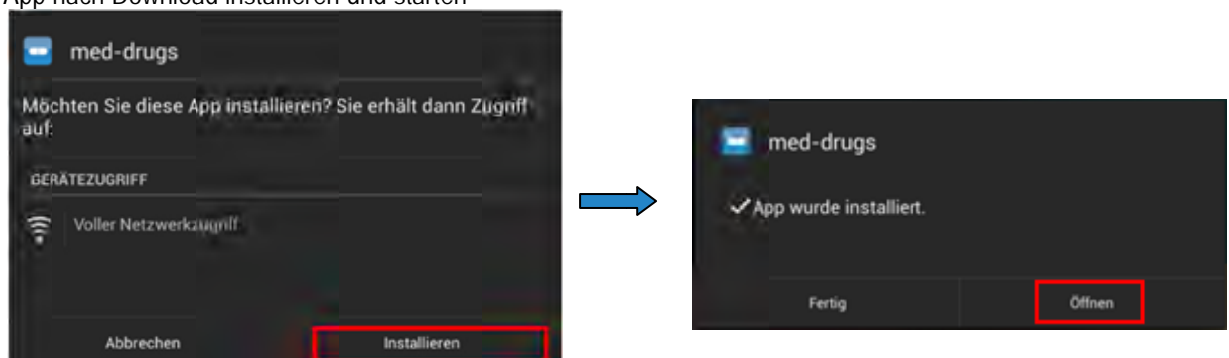 App nach Download installieren und starten
med-drugs
Möchten Sie diese App installieren? Sie erhält dann Zugriff
auf:
GERÄTEZUGRIFF
Voller Netzwerkzugriff
Abbrechen
Installieren
med-drugs
App wurde installiert.
Fertig
Öffnen